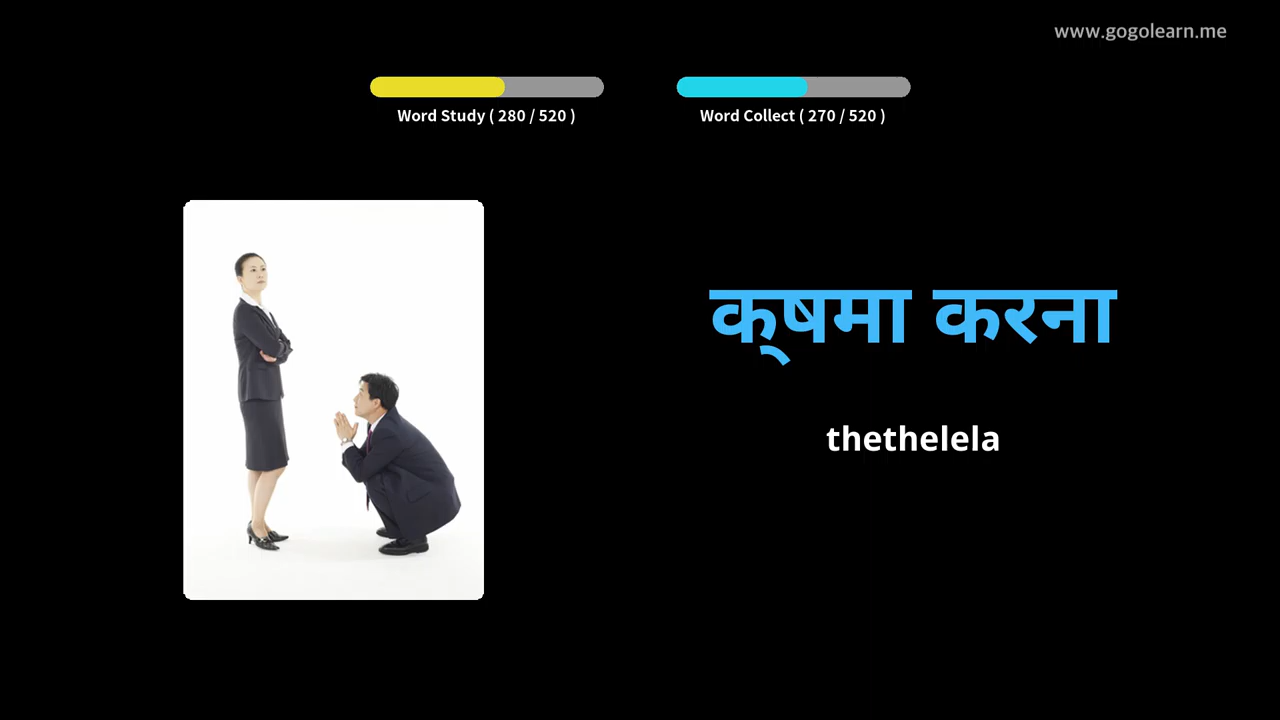 www.gogolearn.me
Word Study ( 280 / 520 )
Word Collect ( 270 / 520 )
क्‌षमा करना
thethelela